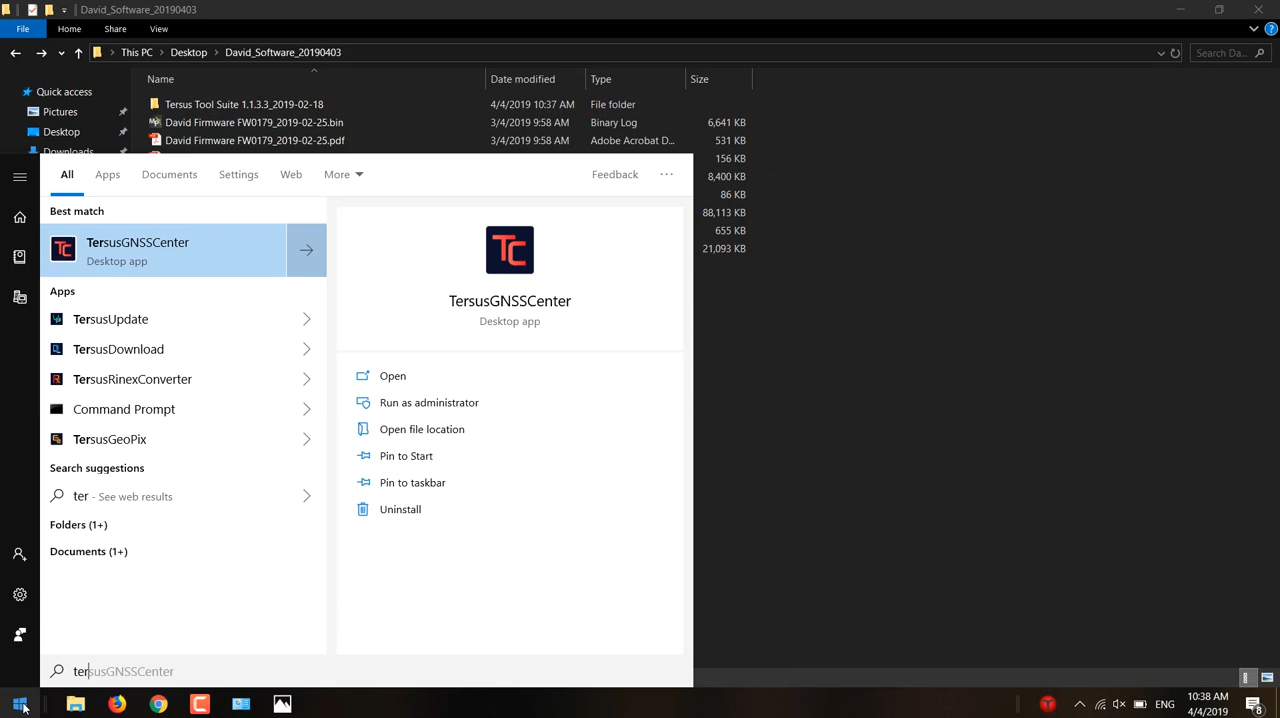 David_Software_20190403
File Home Share View
This PC Desktop David_Software_20190403 Search Da...
Name Date modified Type Size
Quick access
Pictures
Desktop
Downloads
Tersus Tool Suite 1.1.3.3_2019-02-18 4/4/2019 10:37 AM File folder
David Firmware FW0179_2019-02-25.bin 3/4/2019 9:58 AM Binary Log 6,641 KB
David Firmware FW0179_2019-02-25.pdf 3/4/2019 9:58 AM Adobe Acrobat D... 531 KB
156 KB
8,400 KB
86 KB
88,113 KB
655 KB
21,093 KB
All Apps Documents Settings Web More Feedback ...
Best match
TersusGNSSCenter
Desktop app
Apps
TersusUpdate
TersusDownload
TersusRinexConverter
Command Prompt
TersusGeoPix
Search suggestions
ter - See web results
Folders (1+)
Documents (1+)
TC
TersusGNSSCenter
Desktop app
Open
Run as administrator
Open file location
Pin to Start
Pin to taskbar
Uninstall
tersusGNSSCenter
ENG
10:38 AM
4/4/2019
8